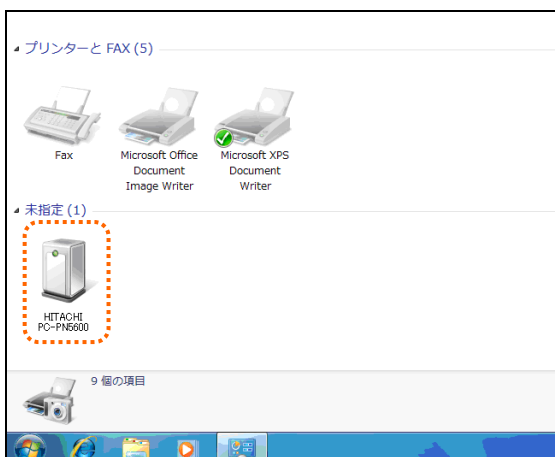 プリンターと FAX (5)
Fax
Microsoft Office
Document
Image Writer
Microsoft XPS
Document
Writer
未指定 (1)
HITACHI
PC-PN5600
9 個の項目